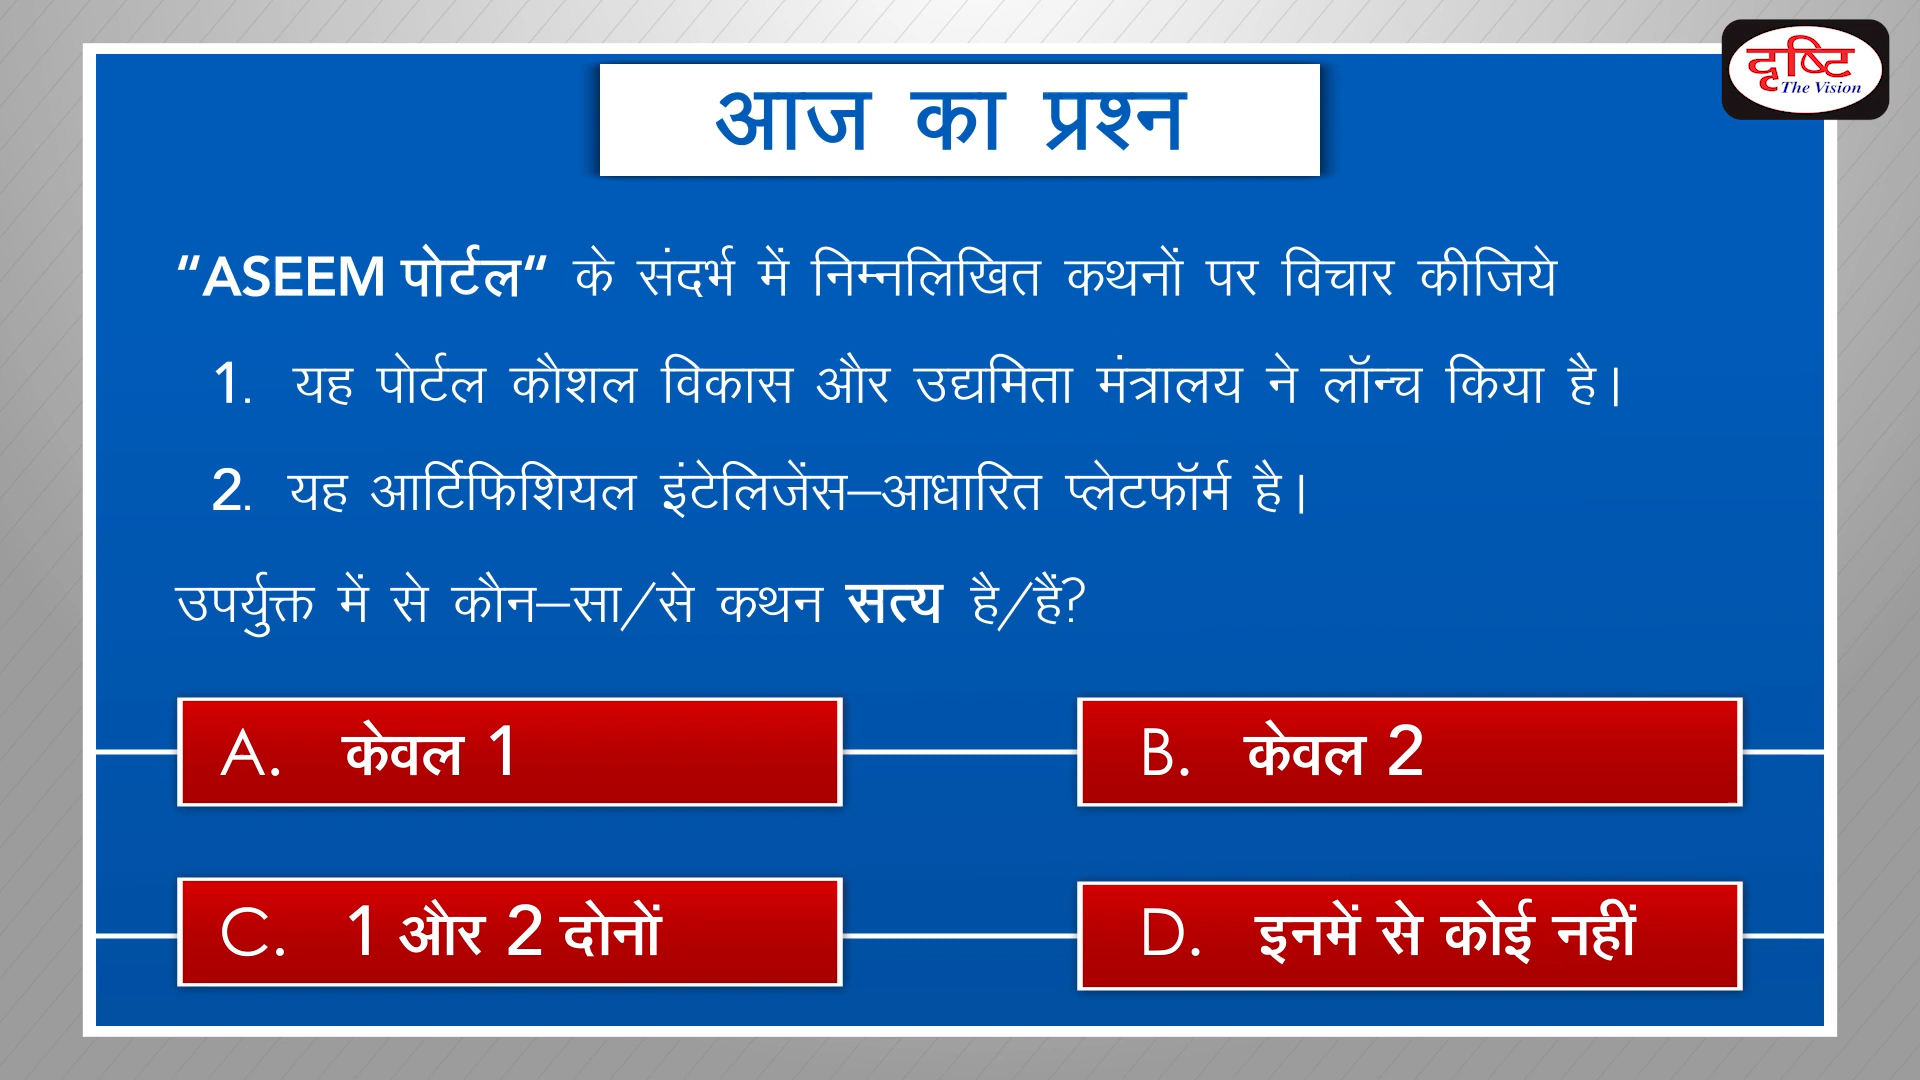 दृष्टि
The Vision
आज का प्रश्न
“ASEEM पोर्टल“ के संदर्भ में निम्नलिखित कथनों पर विचार कीजिये
1. यह पोर्टल कौशल विकास और उद्यमिता मंत्रालय ने लॉन्च किया है।
2. यह आर्टिफिशियल इंटेलिजेंस–आधारित प्लेटफॉर्म है।
उपर्युक्त में से कौन–सा/से कथन सत्य है/हैं?
A. केवल 1
B. केवल 2
C. 1 और 2 दोनों
D. इनमें से कोई नहीं